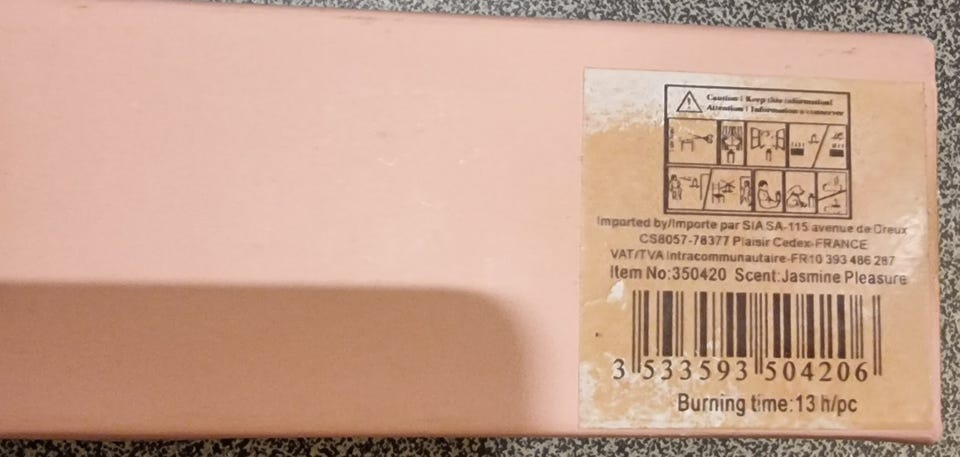 Caution ! Keep this information!
Attention ! Information a conserver
Imported by/Importe par SIA SA-115 avenue de Dreux
CS8057-78377 Plaisir Cedex-FRANCE
VAT/TVA Intracommunautaire-FR10 393 486 287
Item No:350420 Scent:Jasmine Pleasure
3 533593 504206
Burning time:13 h/pc